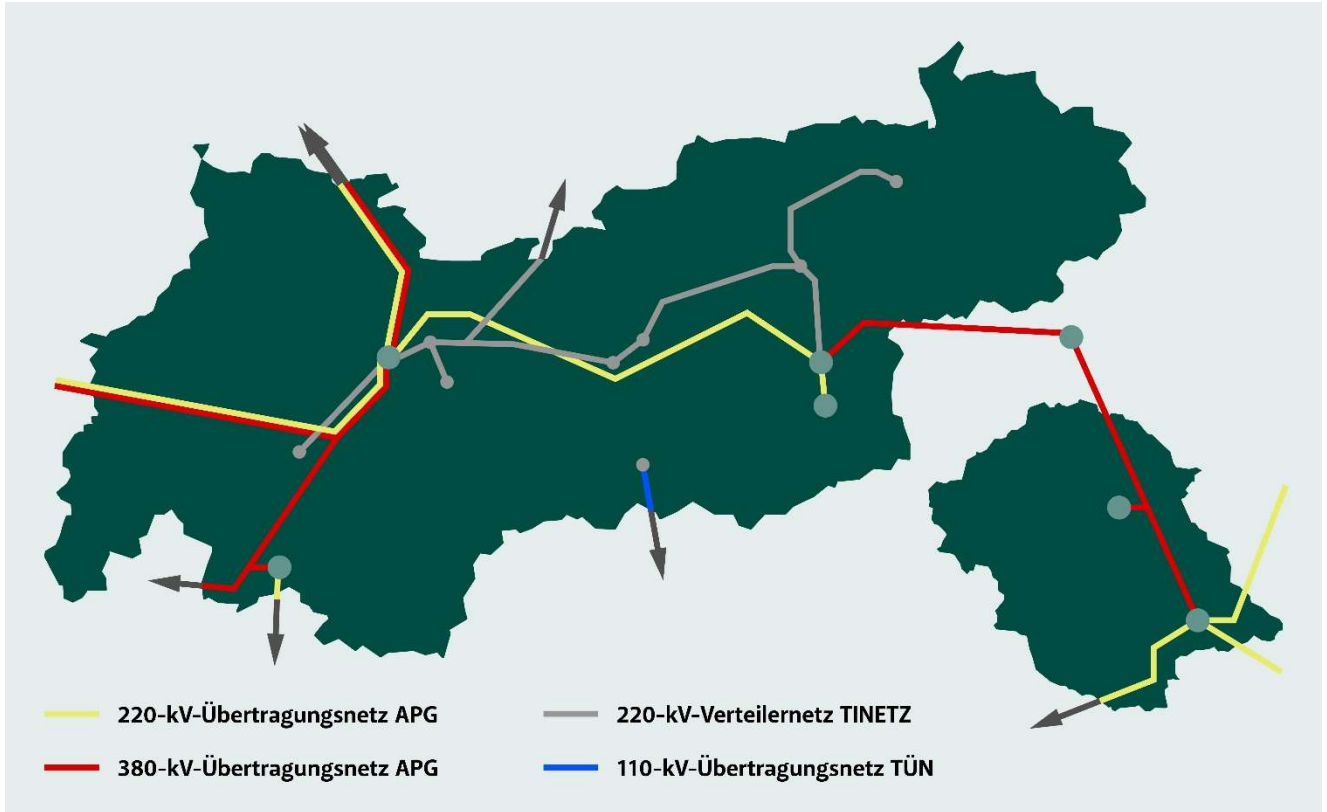 220-kV-Übertragungsnetz APG
220-kV-Verteilernetz TINETZ
380-kV-Übertragungsnetz APG
110-kV-Übertragungsnetz TÜN